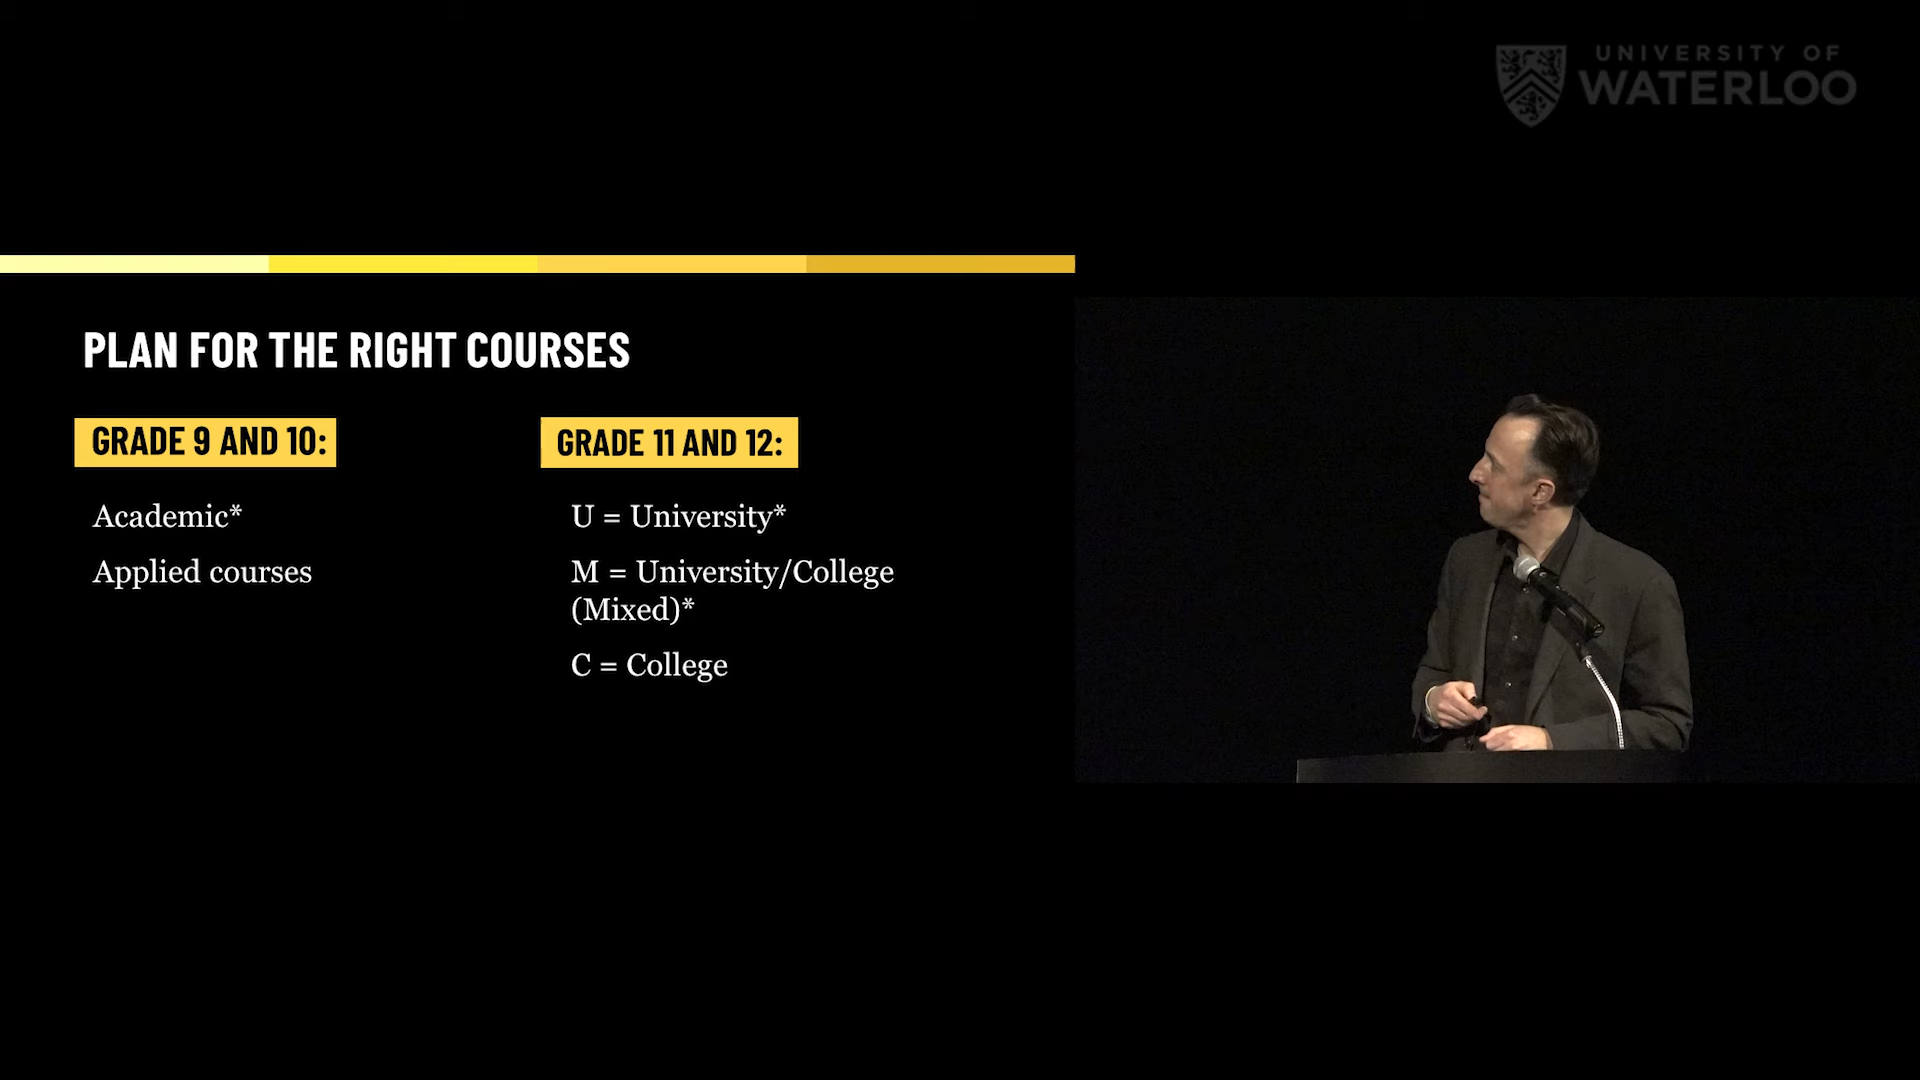 UNIVERSITY OF
WATERLOO
PLAN FOR THE RIGHT COURSES
GRADE 9 AND 10:
Academic*
Applied courses
GRADE 11 AND 12:
U = University*
M = University/College
(Mixed)*
C = College